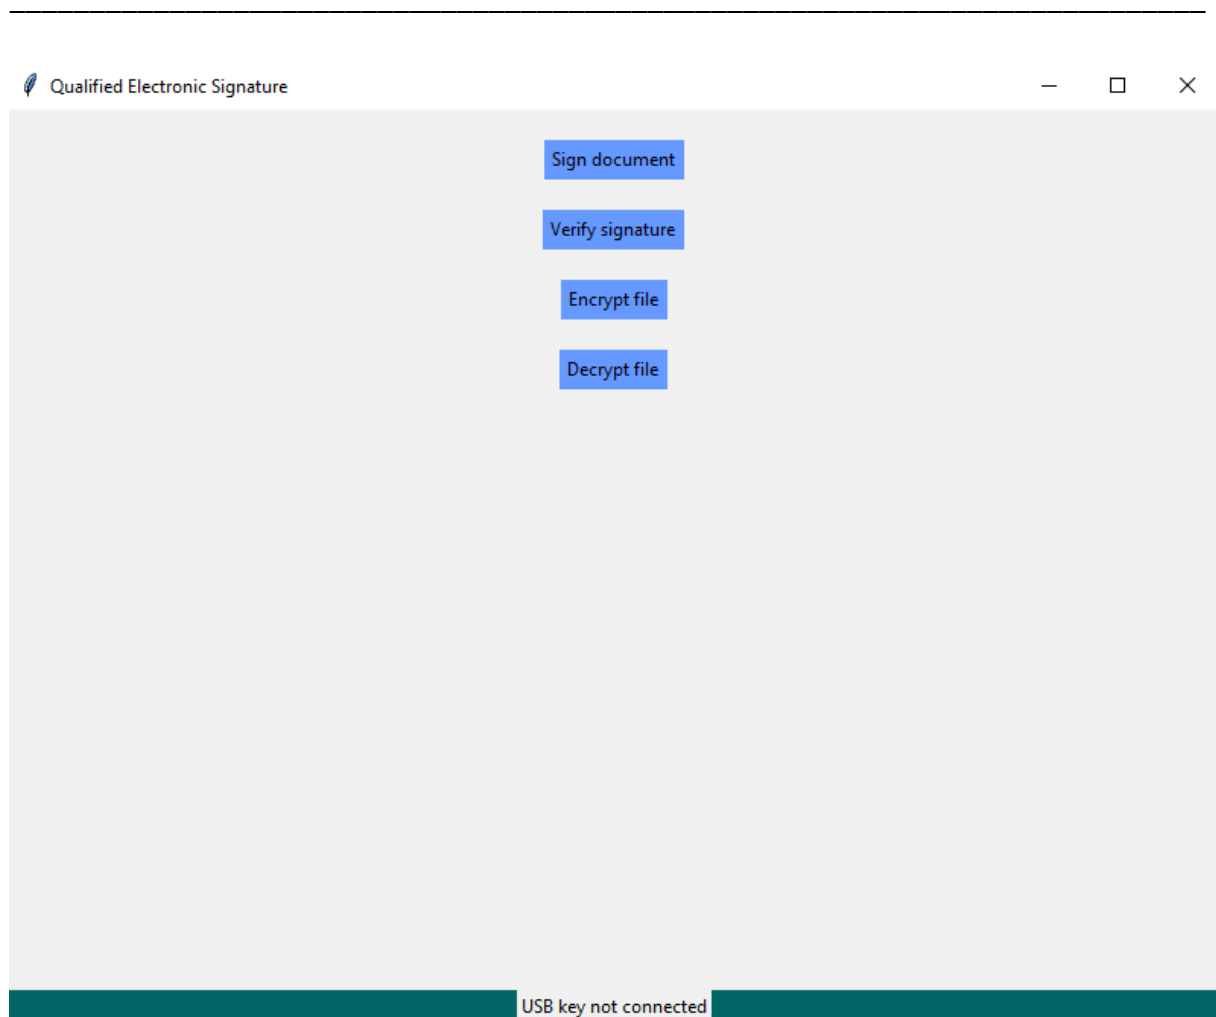 Qualified Electronic Signature
Sign document
Verify signature
Encrypt file
Decrypt file
USB key not connected